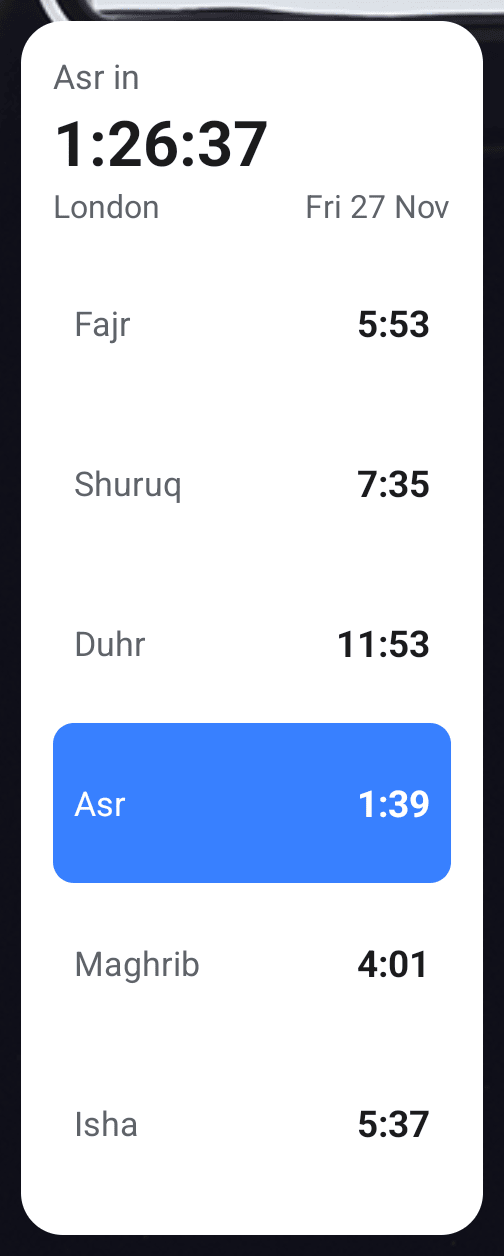 Asr in
1:26:37
London Fri 27 Nov
Fajr 5:53
Shuruq 7:35
Duhr 11:53
Asr 1:39
Maghrib 4:01
Isha 5:37